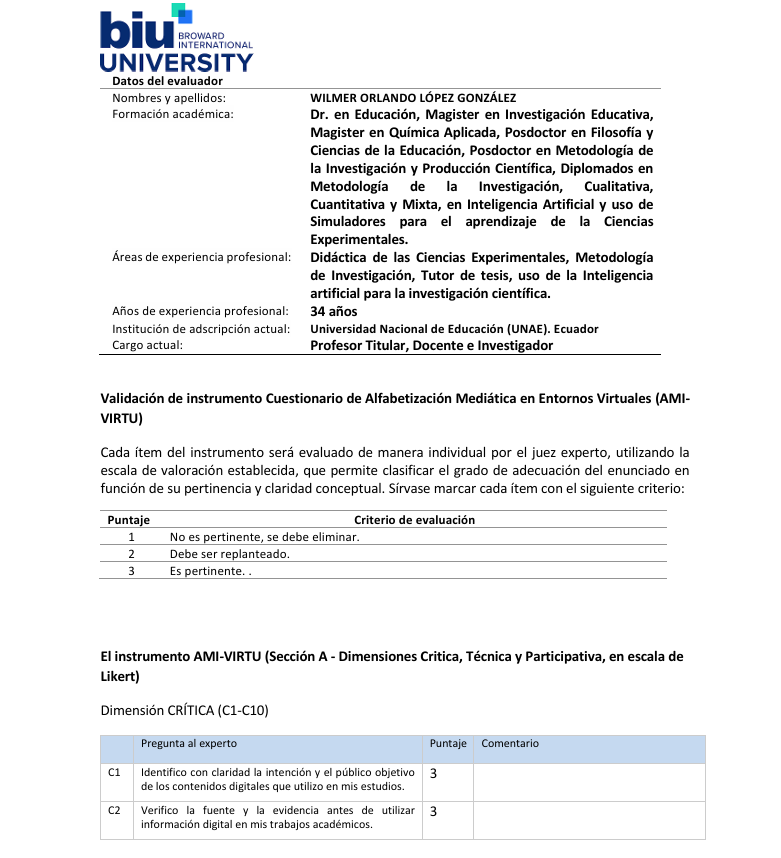 biu BROWARD
INTERNATIONAL
UNIVERSITY
Datos del evaluador
Nombres y apellidos: WILMER ORLANDO LÓPEZ GONZÁLEZ
Formación académica: Dr. en Educación, Magister en Investigación Educativa,
Magister en Química Aplicada, Posdoctor en Filosofía y
Ciencias de la Educación, Posdoctor en Metodología de
la Investigación y Producción Científica, Diplomados en
Metodología de la Investigación, Cualitativa,
Cuantitativa y Mixta, en Inteligencia Artificial y uso de
Simuladores para el aprendizaje de la Ciencias
Experimentales.
Áreas de experiencia profesional: Didáctica de las Ciencias Experimentales, Metodología
de Investigación, Tutor de tesis, uso de la Inteligencia
artificial para la investigación científica.
Años de experiencia profesional: 34 años
Institución de adscripción actual: Universidad Nacional de Educación (UNAE). Ecuador
Cargo actual: Profesor Titular, Docente e Investigador
Validación de instrumento Cuestionario de Alfabetización Mediática en Entornos Virtuales (AMI-
VIRTU)
Cada ítem del instrumento será evaluado de manera individual por el juez experto, utilizando la
escala de valoración establecida, que permite clasificar el grado de adecuación del enunciado en
función de su pertinencia y claridad conceptual. Sírvase marcar cada ítem con el siguiente criterio:
Puntaje Criterio de evaluación
1 No es pertinente, se debe eliminar.
2 Debe ser replanteado.
3 Es pertinente. .
El instrumento AMI-VIRTU (Sección A - Dimensiones Critica, Técnica y Participativa, en escala de
Likert)
Dimensión CRÍTICA (C1-C10)
Pregunta al experto Puntaje Comentario
C1 Identifico con claridad la intención y el público objetivo 3
de los contenidos digitales que utilizo en mis estudios.
C2 Verifico la fuente y la evidencia antes de utilizar 3
información digital en mis trabajos académicos.